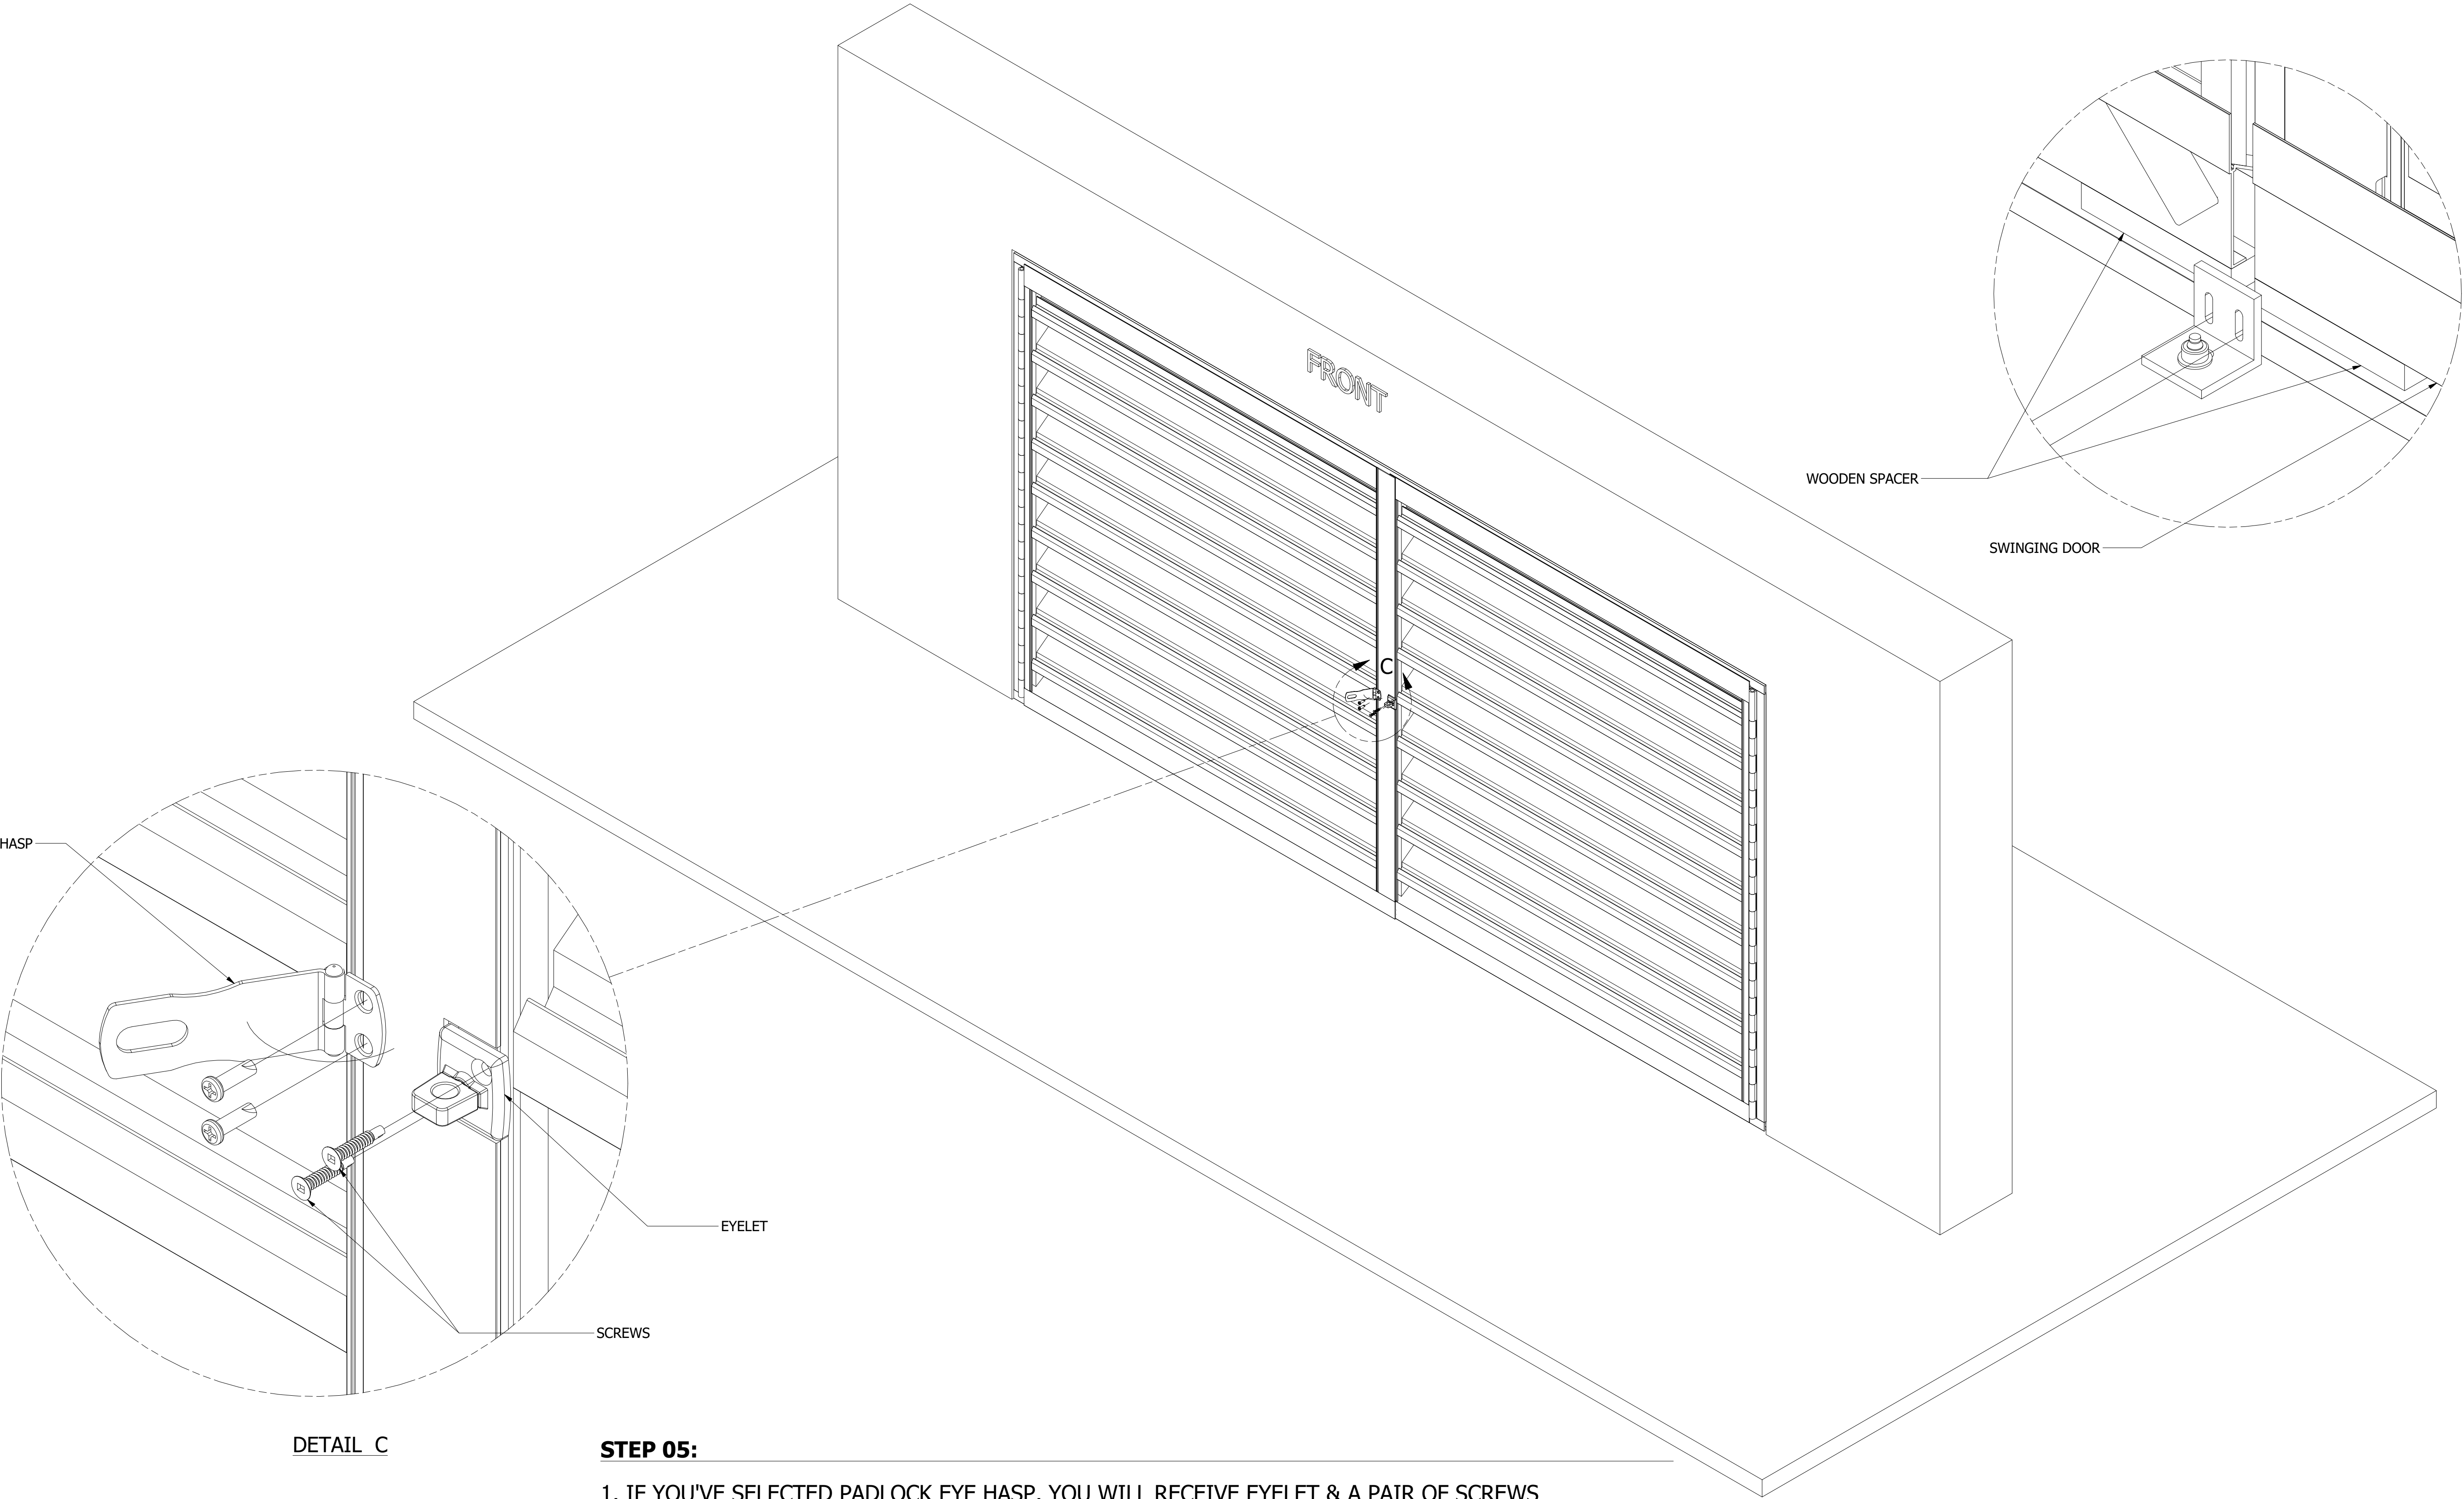 FRONT
WOODEN SPACER
SWINGING DOOR
C
HASP
EYELET
SCREWS
DETAIL C
STEP 05:
1. IF YOU'VE SELECTED PADLOCK EYE HASP, YOU WILL RECEIVE EYELET & A PAIR OF SCREWS